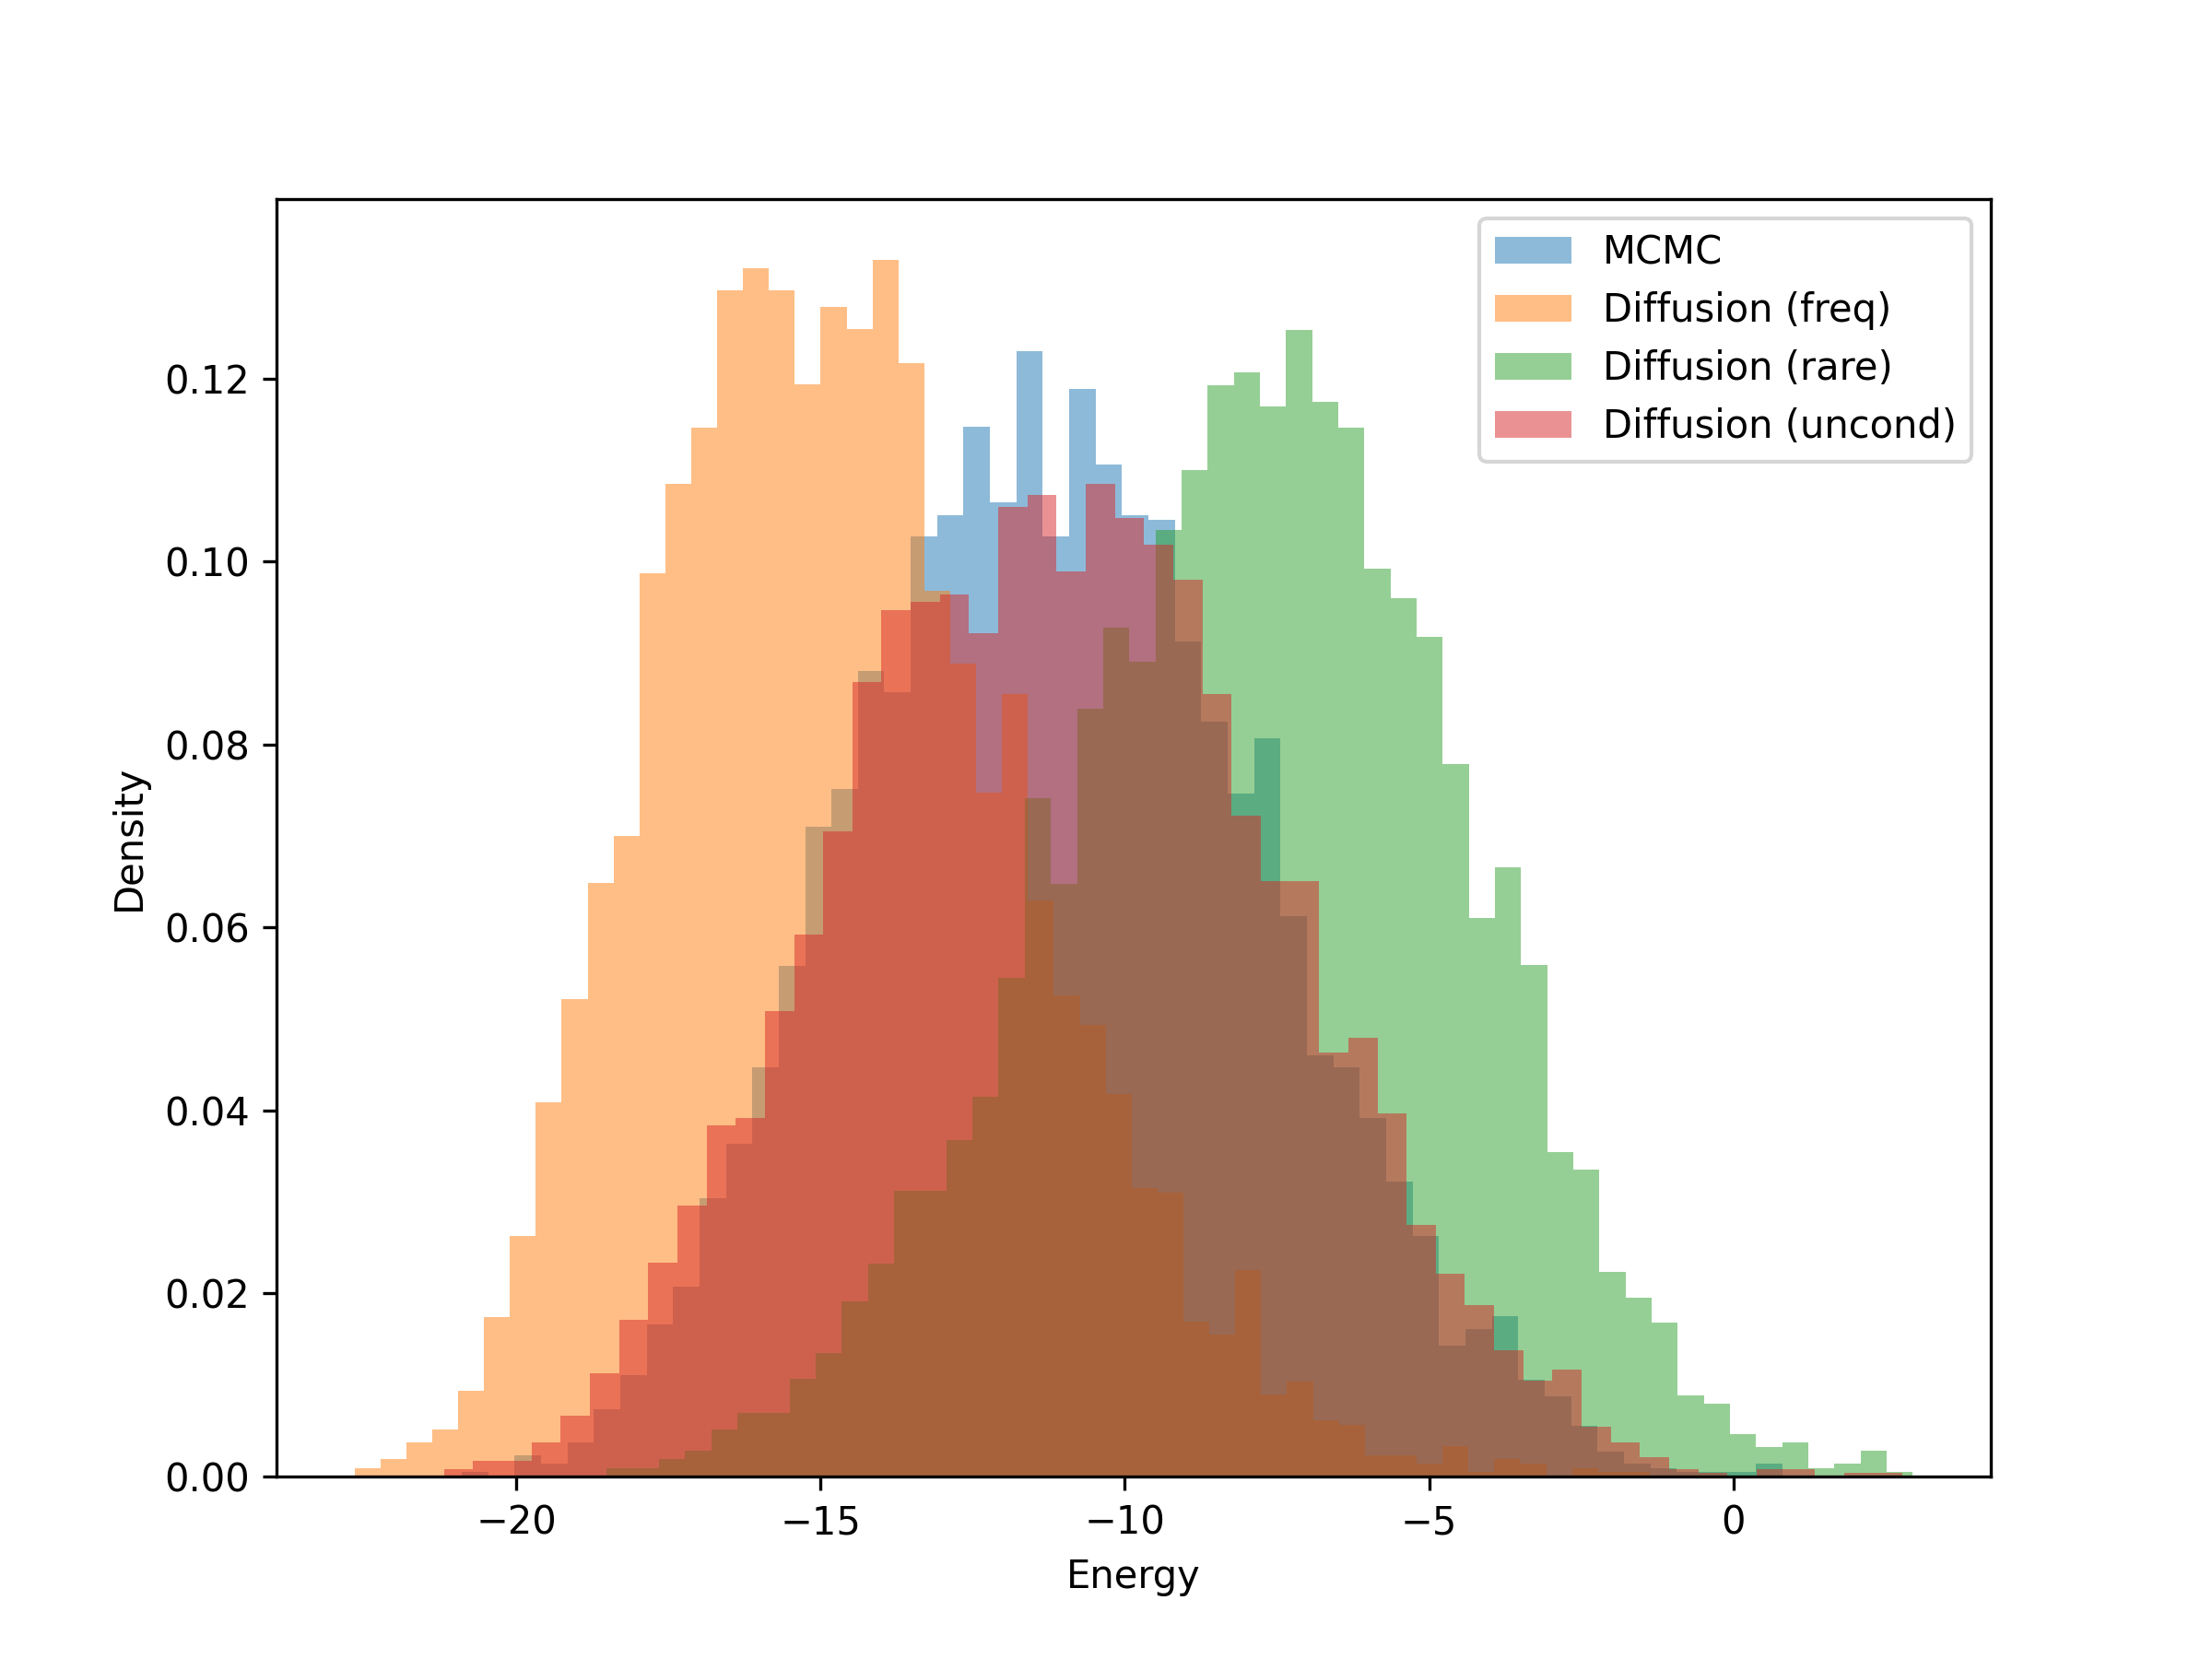 MCMC
Diffusion (freq)
Diffusion (rare)
Diffusion (uncond)
0.12
0.10
0.08
0.06
0.04
0.02
0.00
Density
−20 −15 −10 −5 0
Energy